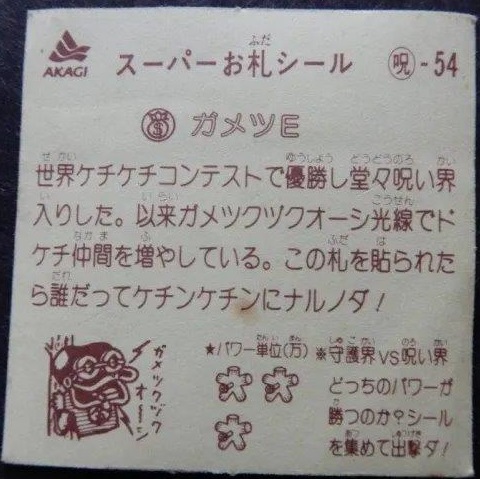 AKAGI
スーパーお札シール
呪-54
ガメツE
世界ケチケチコンテストで優勝し堂々呪い界
入りした。以来ガメツクヅクオーシ光線でド
ケチ仲間を増やしている。この札を貼られた
ら誰だってケチンケチンにナルノダ!
ガメツクヅク
オーシ
★パワー単位(万)
※守護界VS呪い界
どっちのパワーが
勝つのか?シール
を集めて出撃ダ!